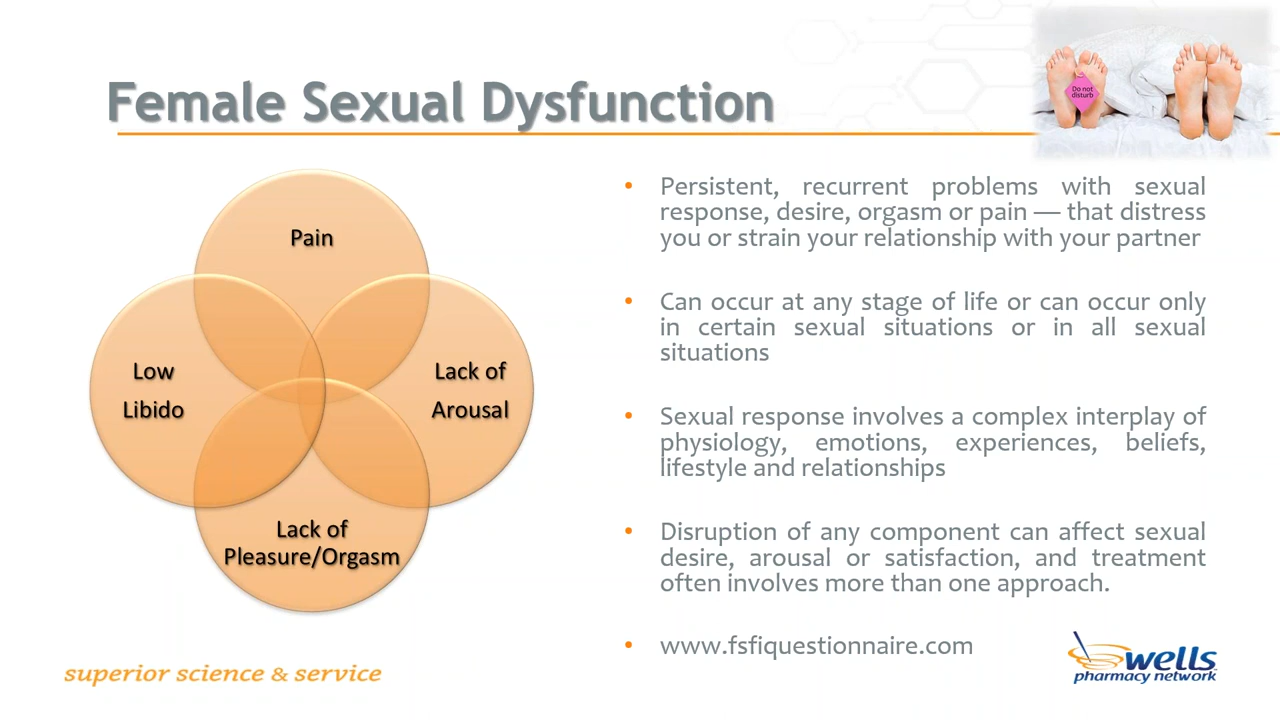 Do not
disturb
Female Sexual Dysfunction
Pain
Low
Libido
Lack of
Arousal
Lack of
Pleasure/Orgasm
• Persistent, recurrent problems with sexual
response, desire, orgasm or pain — that distress
you or strain your relationship with your partner
• Can occur at any stage of life or can occur only
in certain sexual situations or in all sexual
situations
• Sexual response involves a complex interplay of
physiology, emotions, experiences, beliefs,
lifestyle and relationships
• Disruption of any component can affect sexual
desire, arousal or satisfaction, and treatment
often involves more than one approach.
• www.fsfiquestionnaire.com
superior science & service
wells
pharmacy network